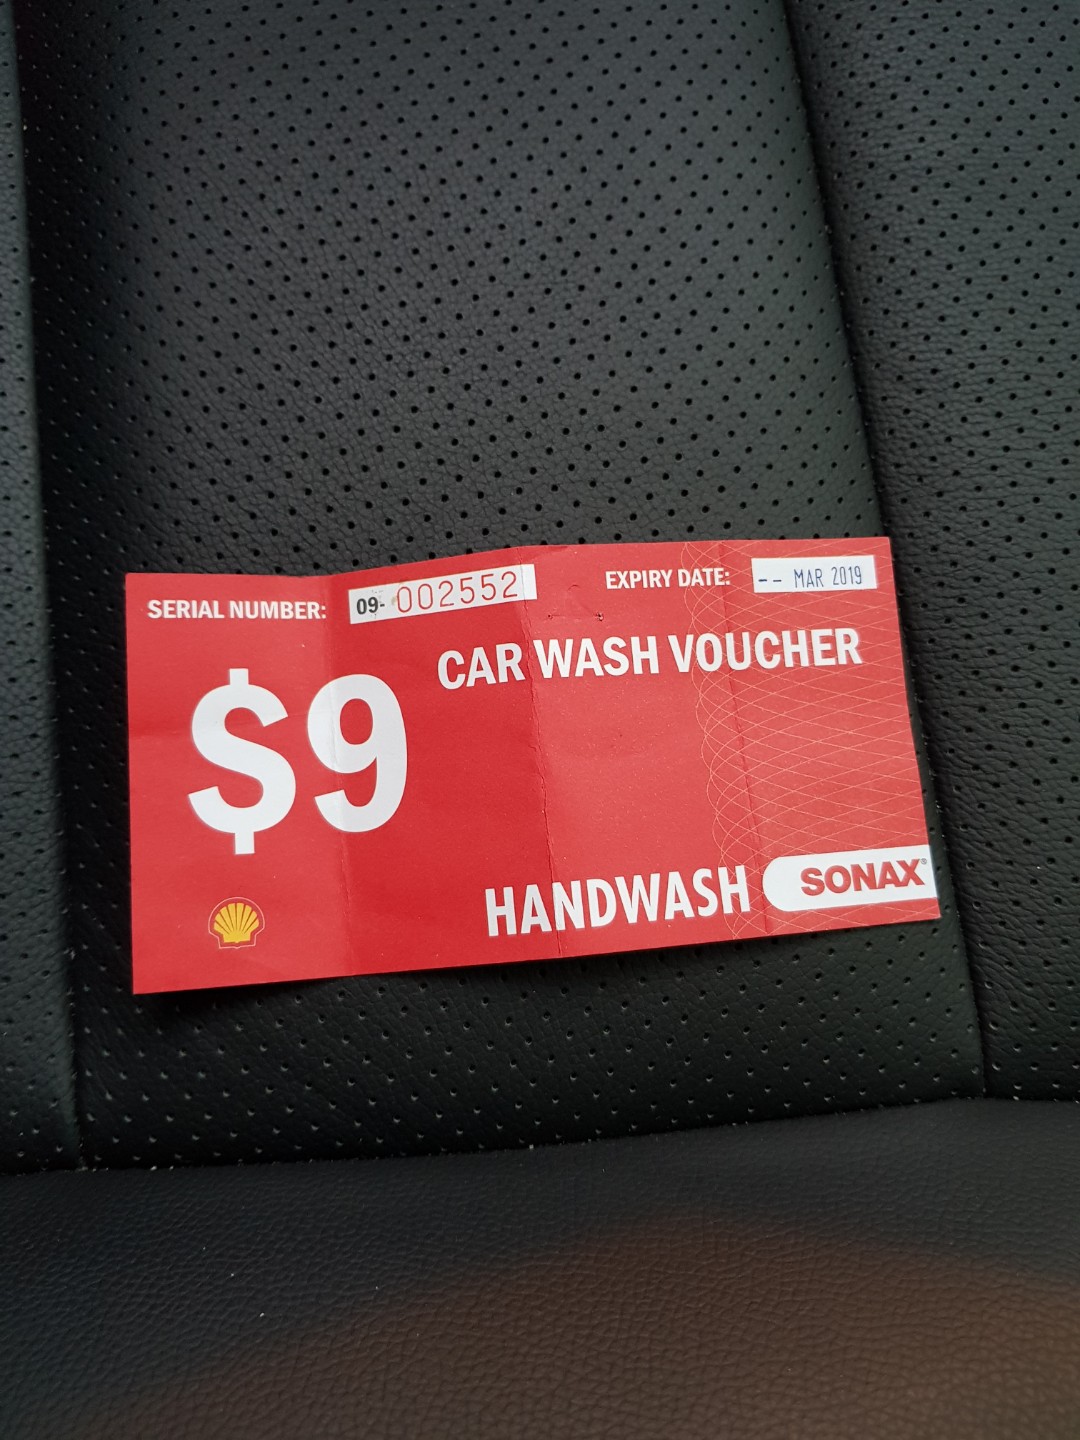 SERIAL NUMBER: 09- 002552 EXPIRY DATE: -- MAR 2019
CAR WASH VOUCHER
$9
HANDWASH SONAX®